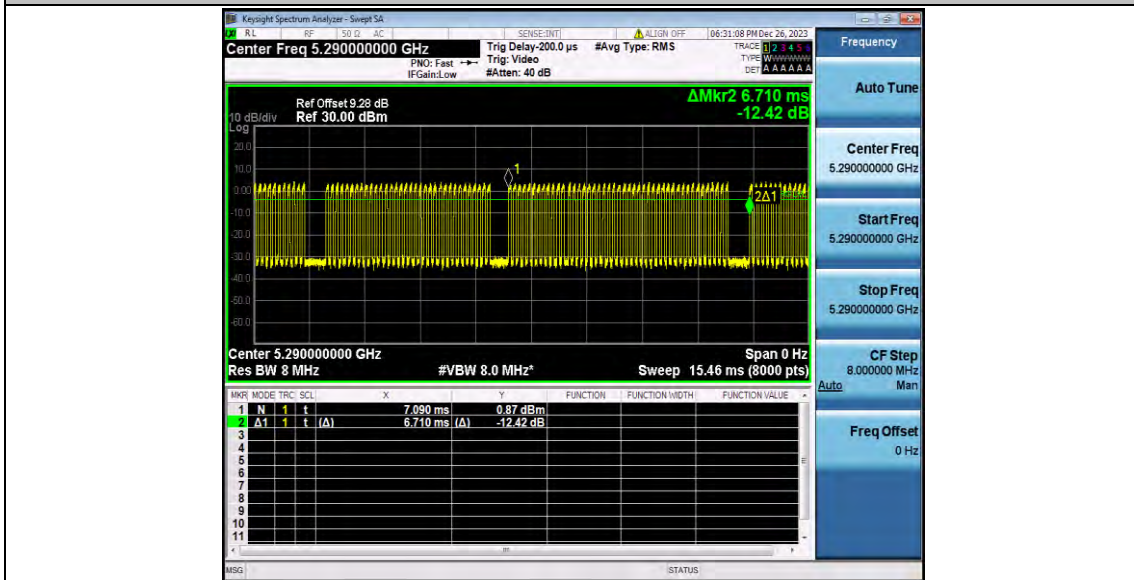 Keysight Spectrum Analyzer - Swept SA
RL RF 50 Ω AC SENSE:INT ALIGN OFF 06:31:08 PM Dec 26, 2023
Center Freq 5.290000000 GHz
PNO: Fast
IFGain:Low
Trig Delay-200.0 µs
Trig: Video
#Atten: 40 dB
#Avg Type: RMS
TRACE 1 2 3 4 5 6
TYPE WWWWWW
DET A A A A A A
ΔMkr2 6.710 ms
-12.42 dB
Ref Offset 9.28 dB
10 dB/div Ref 30.00 dBm
Log
20.0
10.0
0.00
-10.0
-20.0
-30.0
-40.0
-50.0
-60.0
1
2Δ1
Center 5.290000000 GHz Span 0 Hz
Res BW 8 MHz #VBW 8.0 MHz* Sweep 15.46 ms (8000 pts)
MKR MODE TRC SCL X Y FUNCTION FUNCTION WIDTH FUNCTION VALUE
1 N 1 t 7.090 ms 0.87 dBm
2 Δ1 1 t (Δ) 6.710 ms (Δ) -12.42 dB
3
4
5
6
7
8
9
10
11
MSG STATUS
Frequency
Auto Tune
Center Freq
5.290000000 GHz
Start Freq
5.290000000 GHz
Stop Freq
5.290000000 GHz
CF Step
8.000000 MHz
Auto Man
Freq Offset
0 Hz